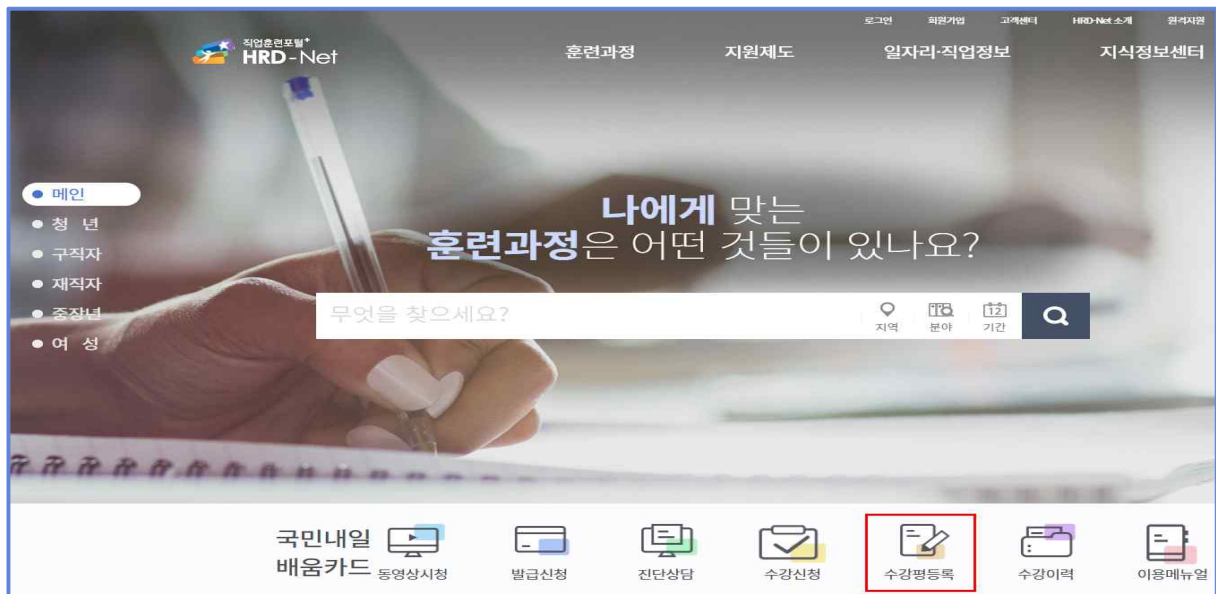 로그인 회원가입 고객센터 HRD-Net 소개 원격지원
직업훈련포털+
HRD-Net
훈련과정 지원제도 일자리·직업정보 지식정보센터
메인
청 년
구직자
재직자
중장년
여 성
나에게 맞는
훈련과정은 어떤 것들이 있나요?
무엇을 찾으세요?
지역 분야 기간
12
국민내일
배움카드
동영상시청 발급신청 진단상담 수강신청 수강평등록 수강이력 이용메뉴얼